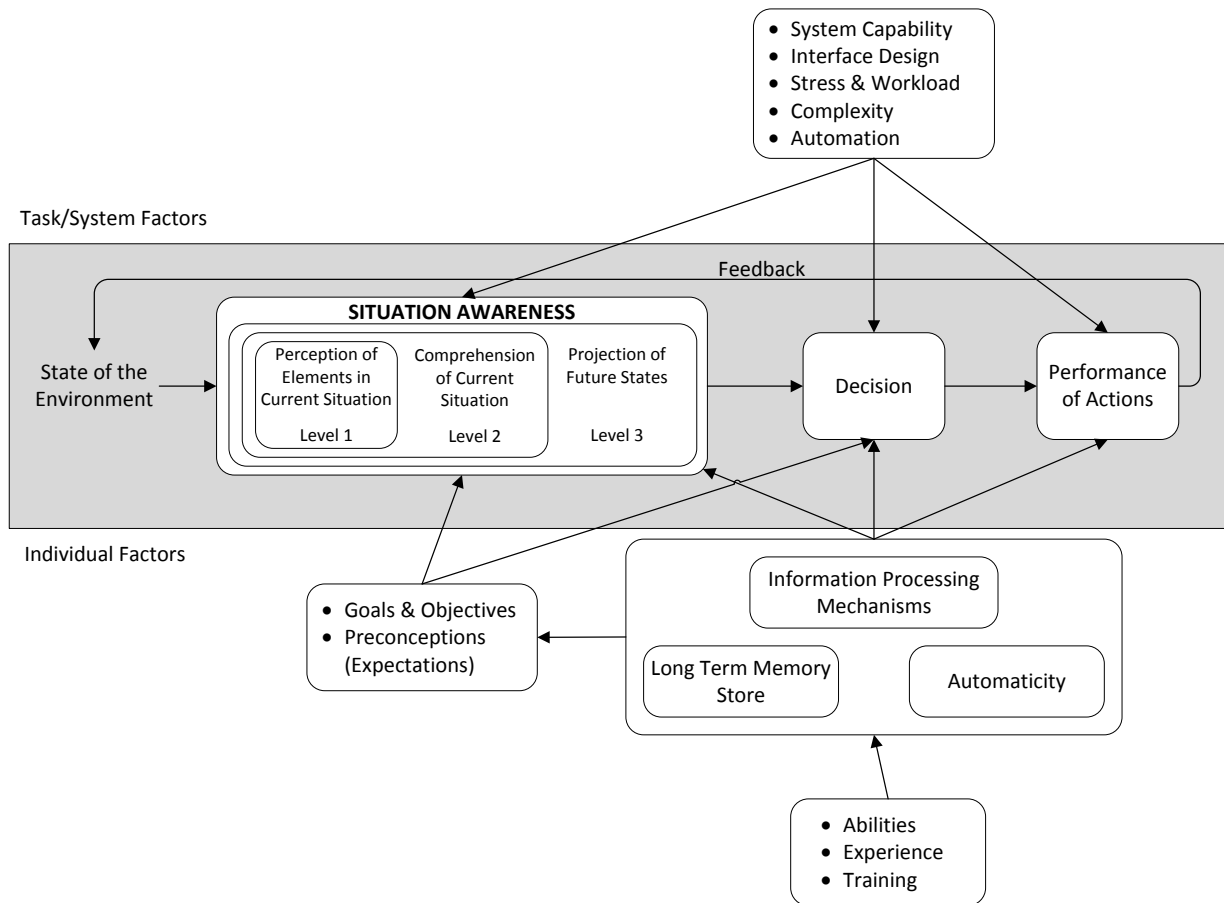 • System Capability
• Interface Design
• Stress & Workload
• Complexity
• Automation
Task/System Factors
Feedback
SITUATION AWARENESS
Perception of
Elements in
Current Situation
Level 1
Comprehension
of Current
Situation
Level 2
Projection of
Future States
Level 3
State of the
Environment
Decision
Performance
of Actions
Individual Factors
• Goals & Objectives
• Preconceptions
(Expectations)
Information Processing
Mechanisms
Long Term Memory
Store
Automaticity
• Abilities
• Experience
• Training